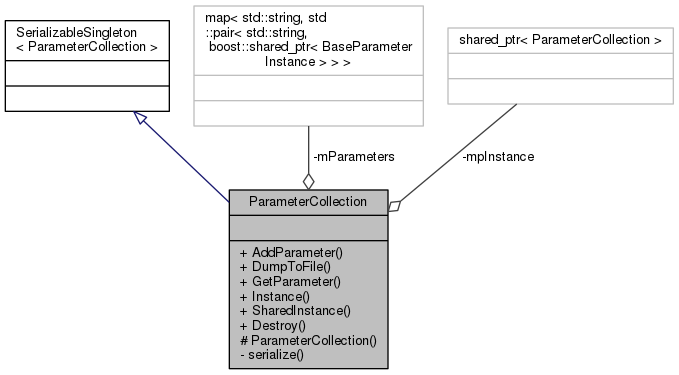 SerializableSingleton
< ParameterCollection >
map< std::string, std
::pair< std::string,
boost::shared_ptr< BaseParameter
Instance > > >
shared_ptr< ParameterCollection >
-mParameters
-mpInstance
ParameterCollection
+ AddParameter()
+ DumpToFile()
+ GetParameter()
+ Instance()
+ SharedInstance()
+ Destroy()
# ParameterCollection()
- serialize()